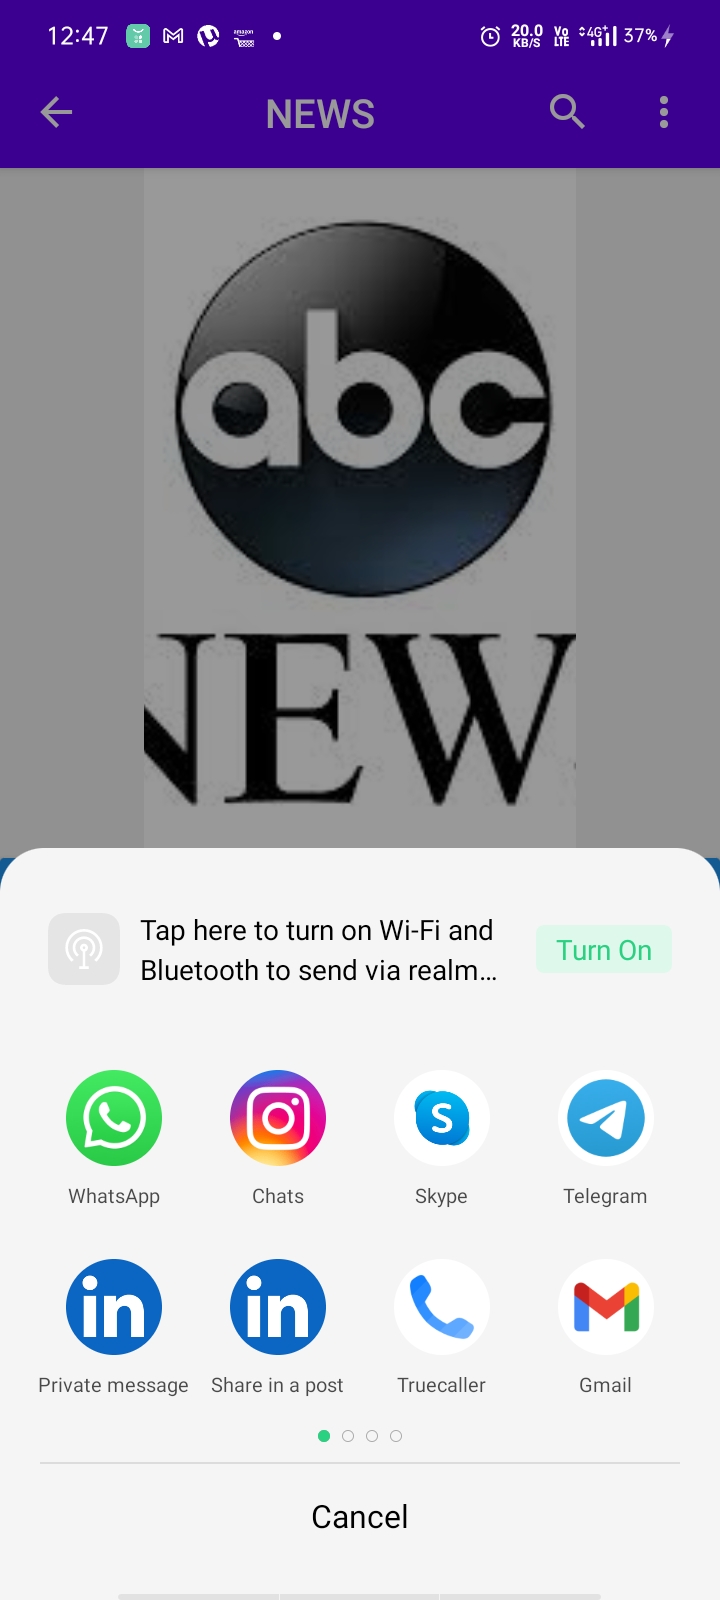 12:47
20.0
KB/S
Vo
LTE
4G+
37%
NEWS
abc
NEW
Tap here to turn on Wi-Fi and
Bluetooth to send via realm…
Turn On
WhatsApp
Chats
Skype
Telegram
Private message
Share in a post
Truecaller
Gmail
Cancel